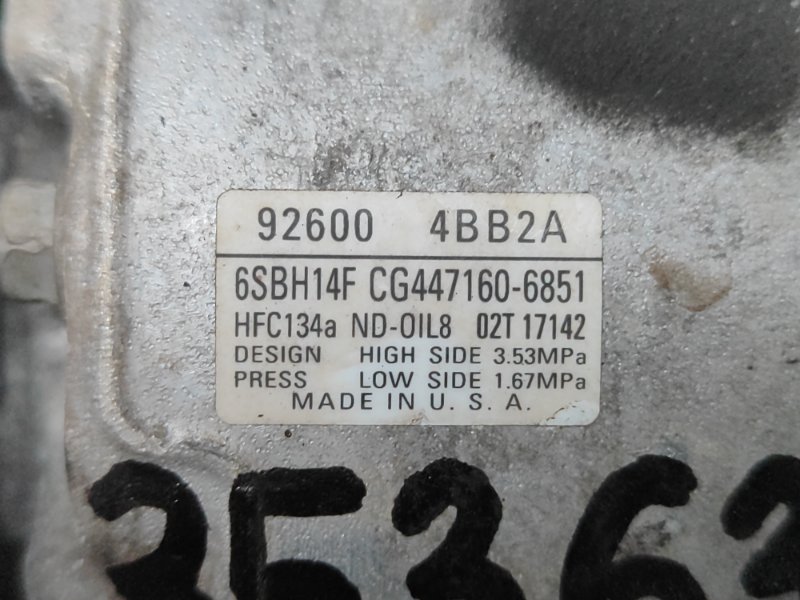 92600 4BB2A
6SBH14F CG447160-6851
HFC134a ND-OIL8 02T 17142
DESIGN HIGH SIDE 3.53MPa
PRESS LOW SIDE 1.67MPa
MADE IN U. S. A.